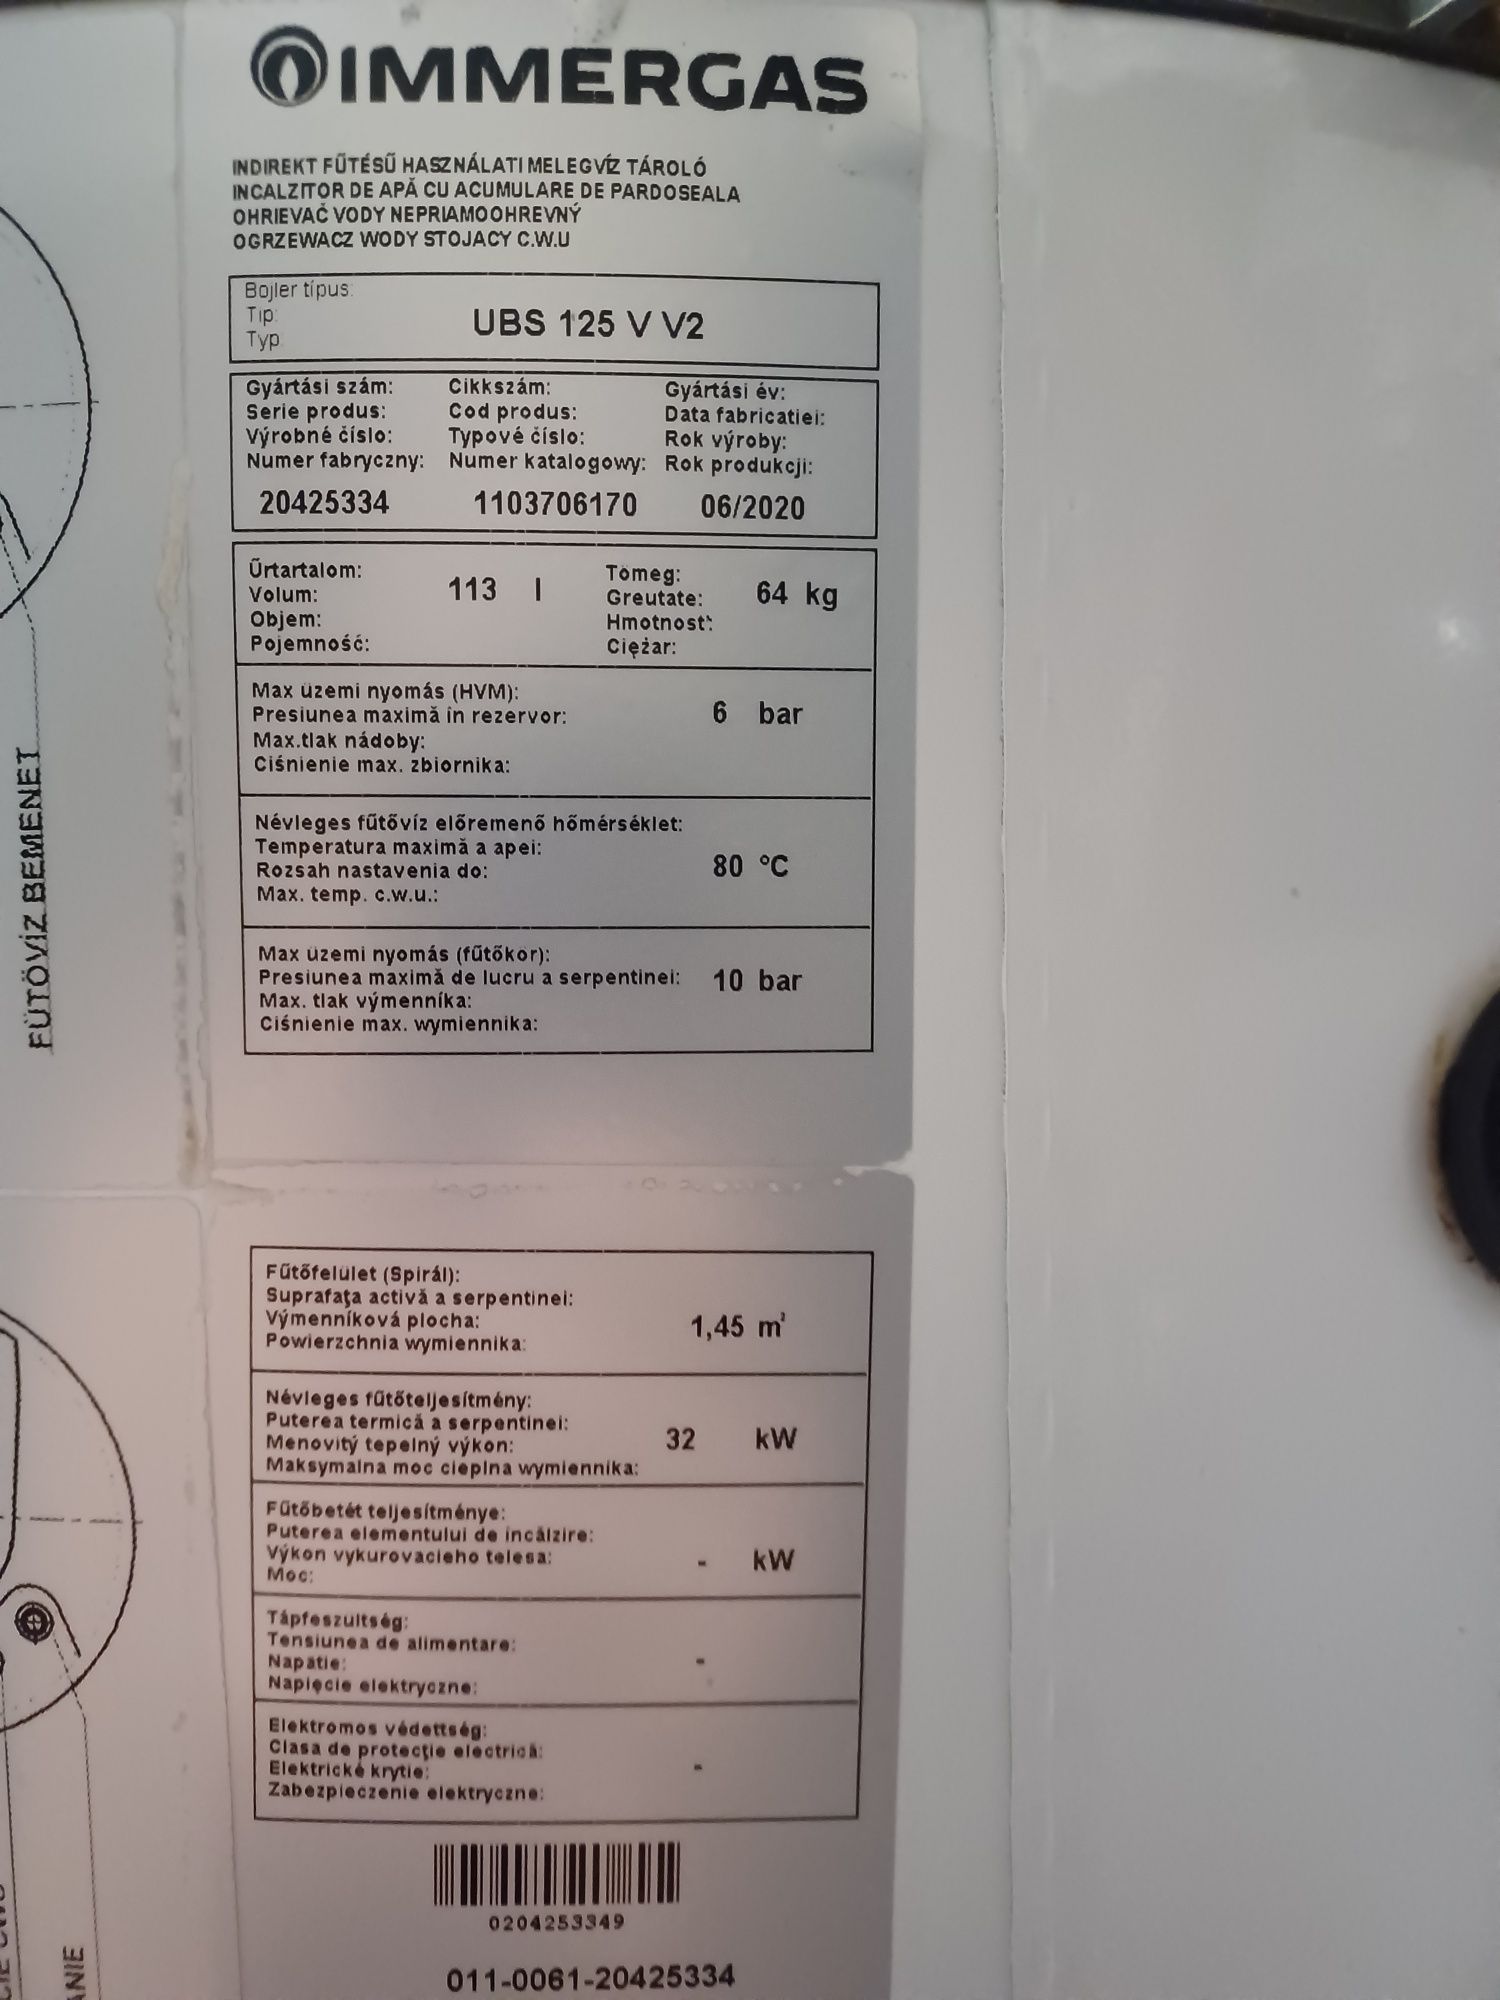 IMMERGAS
INDIREKT FŰTÉSŰ HASZNÁLATI MELEGVÍZ TÁROLÓ
INCALZITOR DE APĂ CU ACUMULARE DE PARDOSEALA
OHRIEVAČ VODY NEPRIAMOOHREVNÝ
OGRZEWACZ WODY STOJACY C.W.U
Bojler típus:
Tip:
Typ:
UBS 125 V V2
Gyártási szám: Cikkszám: Gyártási év:
Serie produs: Cod produs: Data fabricatiei:
Výrobné číslo: Typové číslo: Rok výroby:
Numer fabryczny: Numer katalogowy: Rok produkcji:
20425334 1103706170 06/2020
Űrtartalom: Tömeg:
Volum: 113 l Greutate: 64 kg
Objem: Hmotnosť:
Pojemność: Ciężar:
Max üzemi nyomás (HVM):
Presiunea maximă în rezervor: 6 bar
Max.tlak nádoby:
Ciśnienie max. zbiornika:
Névleges fűtővíz előremenő hőmérséklet:
Temperatura maximă a apei: 80 °C
Rozsah nastavenia do:
Max. temp. c.w.u.:
Max üzemi nyomás (fűtőkör):
Presiunea maximă de lucru a serpentinei: 10 bar
Max. tlak výmenníka:
Ciśnienie max. wymiennika:
FŰTŐVÍZ BEMENET
Fűtőfelület (Spirál):
Suprafaţa activă a serpentinei:
Výmenníková plocha: 1,45 m²
Powierzchnia wymiennika:
Névleges fűtőteljesítmény:
Puterea termică a serpentinei: 32 kW
Menovitý tepelný výkon:
Maksymalna moc cieplna wymiennika:
Fűtőbetét teljesítménye:
Puterea elementului de încălzire:
Výkon vykurovacieho telesa: - kW
Moc:
Tápfeszültség:
Tensiunea de alimentare:
Napatie: -
Napięcie elektryczne:
Elektromos védettség:
Clasa de protecţie electrică:
Elektrické krytie: -
Zabezpieczenie elektryczne:
0204253349
011-0061-20425334